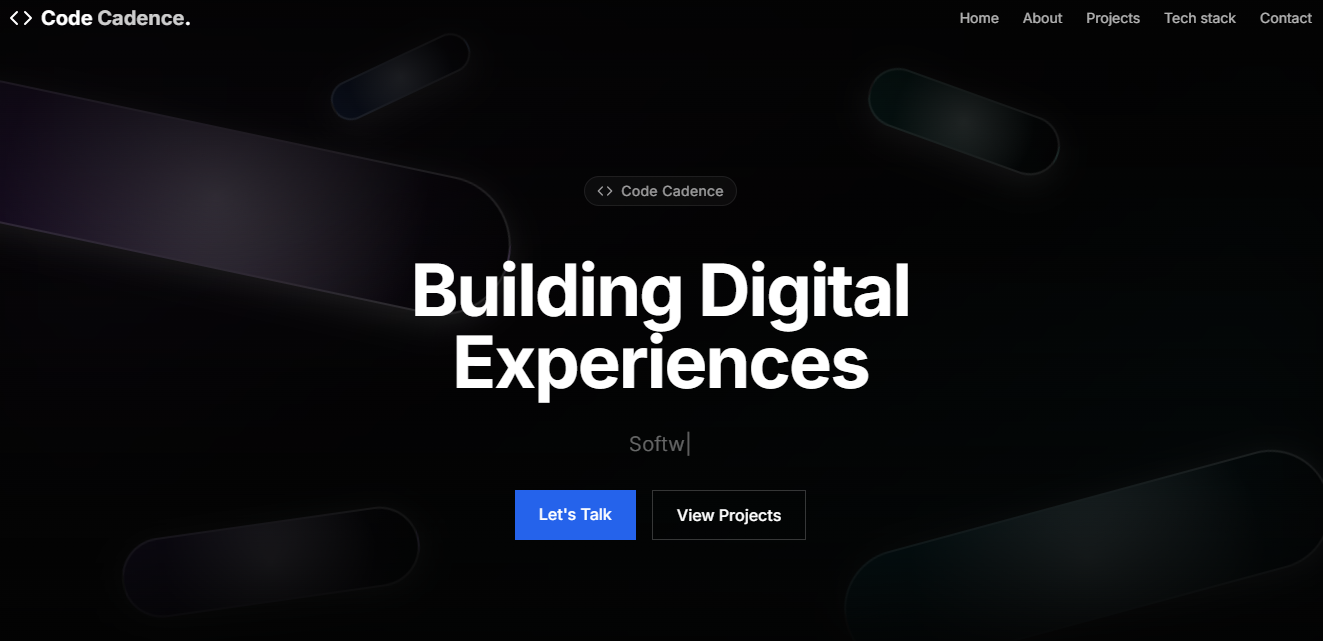 Code Cadence.
Home About Projects Tech stack Contact
Code Cadence
Building Digital
Experiences
Softw
Let's Talk View Projects